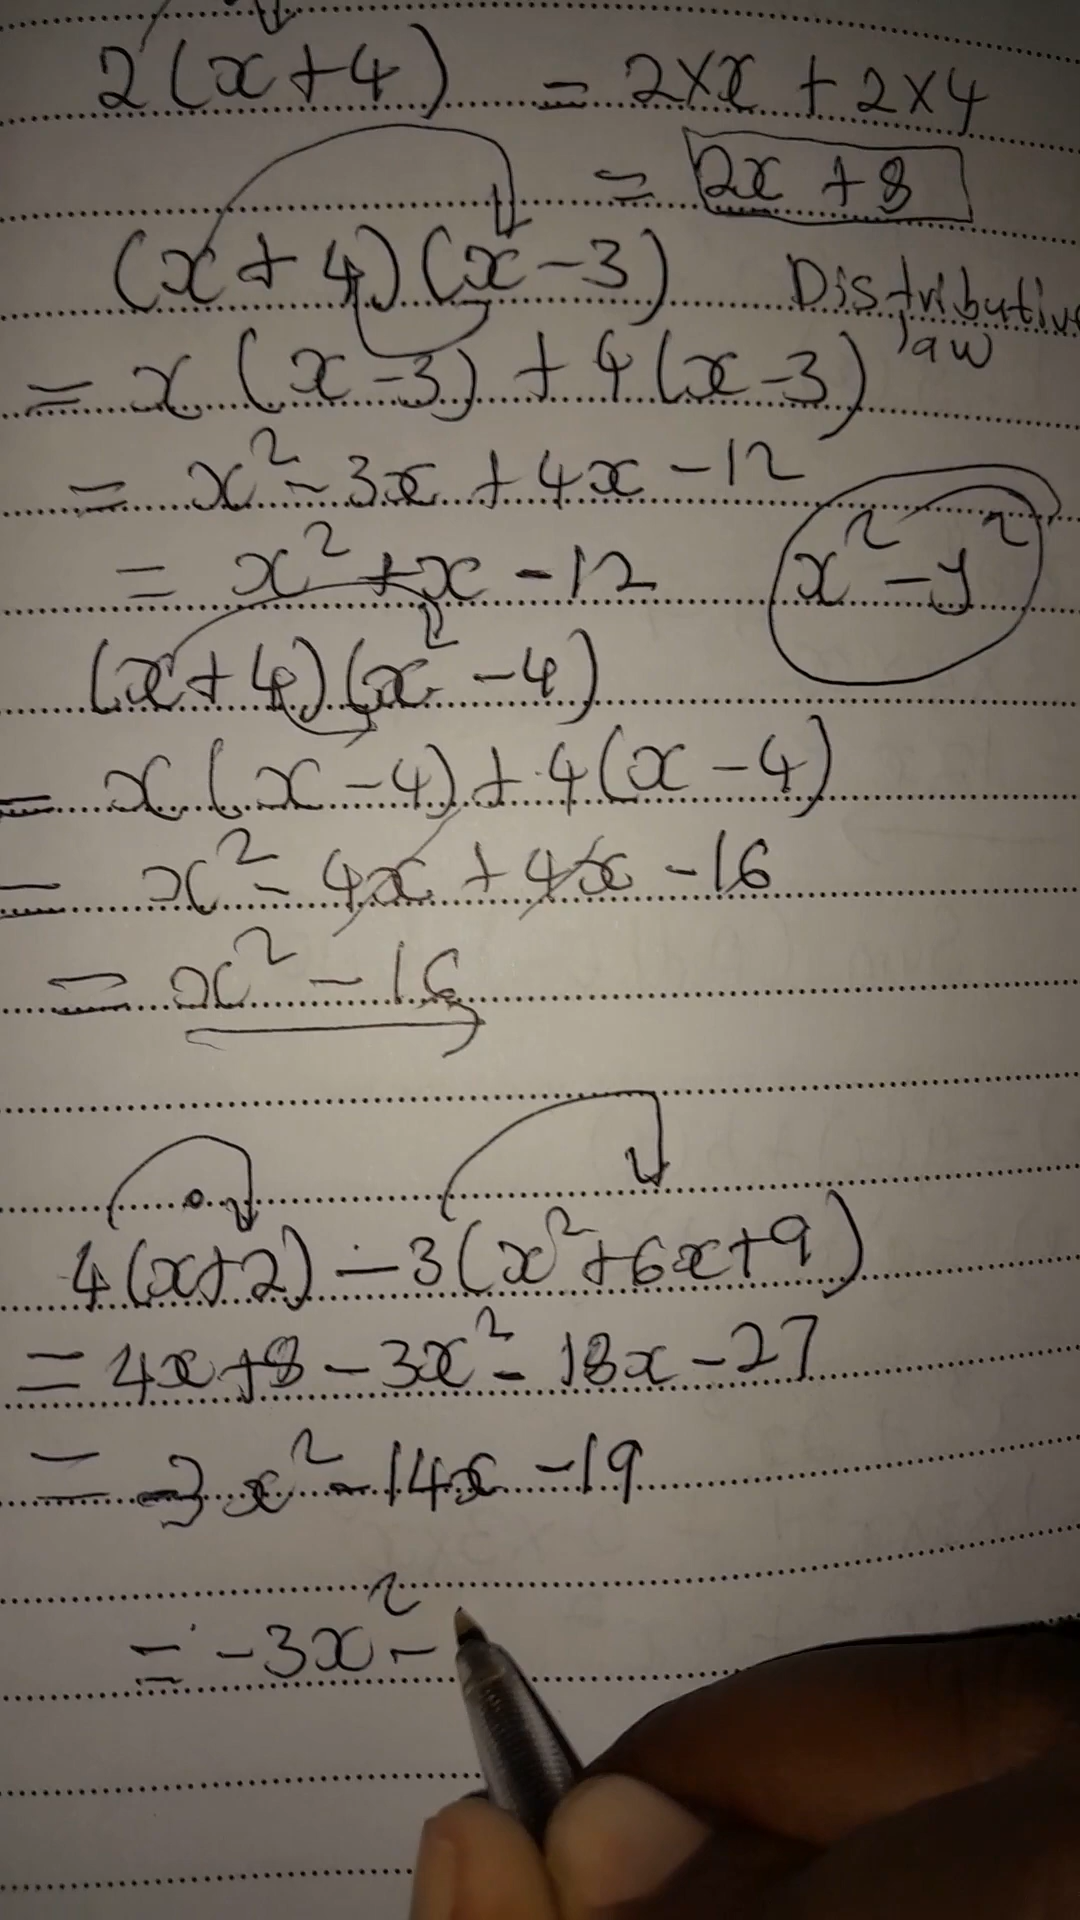 2(x+4) = 2×x + 2×4
= 2x + 8
(x+4)(x-3) Distributive law
= x(x-3) + 4(x-3)
= x² - 3x + 4x - 12
= x² + x - 12
x² - y²
(x+4)(x² - 4)
= x(x-4) + 4(x-4)
= x² - 4x + 4x - 16
= x² - 16
4(x+2) - 3(x²+6x+9)
= 4x+8 - 3x² - 18x - 27
= -3x² - 14x - 19
= -3x² -